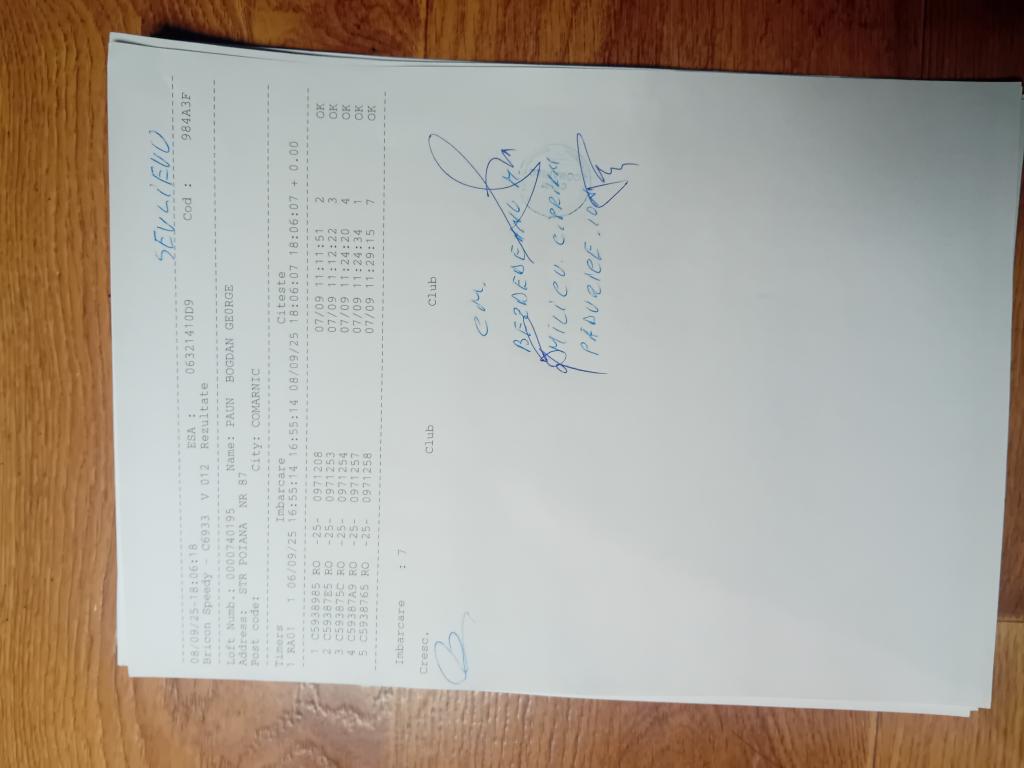 SEVLIEVO
08/09/25-18:06:18 ESA : 06321410D9 Cod : 984A3F
Bricon Speedy - C6933 V 012 Rezultate
Loft Numb.: 0000740195 Name: PAUN BOGDAN GEORGE
Address: STR POIANA NR 87
Post code: City: COMARNIC
Timers Imbarcare Citeste
1 RA01 1 06/09/25 16:55:14 16:55:14 08/09/25 18:06:07 18:06:07 + 0.00
1 C5938985 RO -25- 0971208 07/09 11:11:51 2 OK
2 C59387E5 RO -25- 0971253 07/09 11:12:22 3 OK
3 C593875C RO -25- 0971254 07/09 11:24:20 4 OK
4 C59387A9 RO -25- 0971257 07/09 11:24:34 1 OK
5 C5938765 RO -25- 0971258 07/09 11:29:15 7 OK
Imbarcare : 7
Cresc. Club Club
CM.
MILICU CIPRIAN
PADURICE IOAN